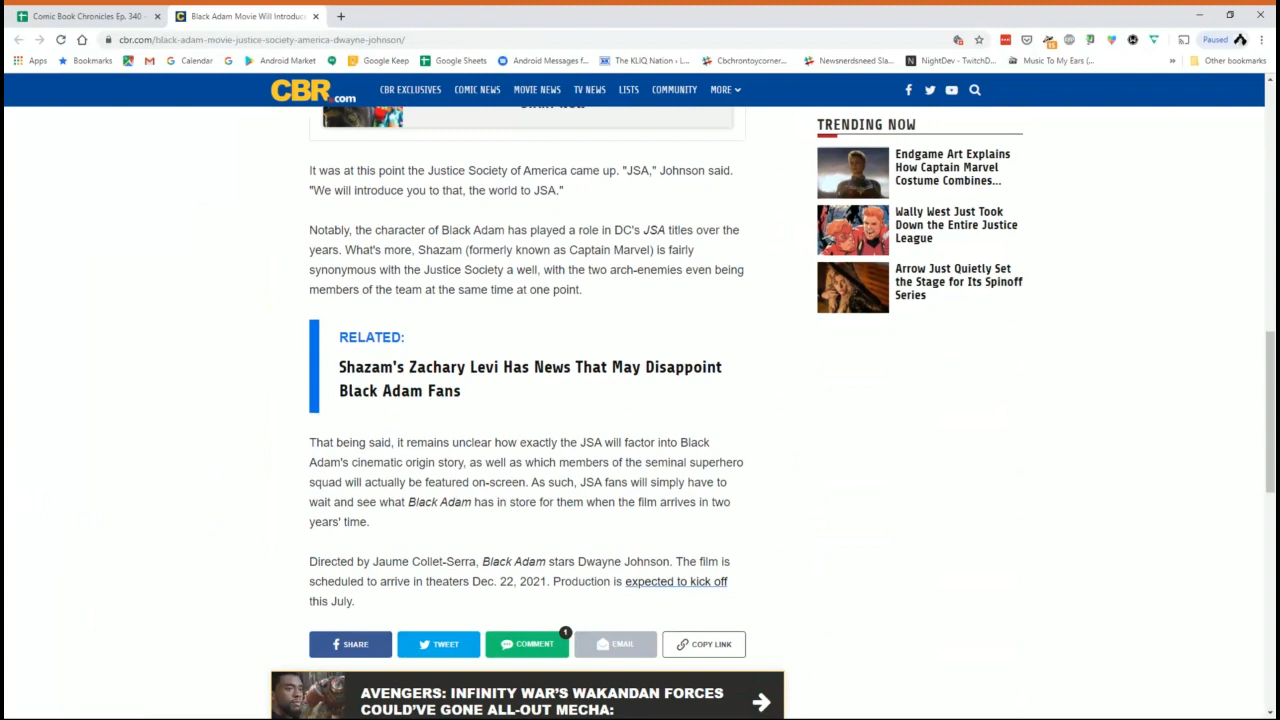 Comic Book Chronicles Ep. 340 -
Black Adam Movie Will Introduc
cbr.com/black-adam-movie-justice-society-america-dwayne-johnson/
Paused
Apps
Bookmarks
Calendar
Android Market
Google Keep
Google Sheets
Android Messages f...
The KLIQ Nation › L...
Cbchrontoycorner...
Newsnerdsneed Sla...
NightDev - TwitchD...
Music To My Ears (...
»
Other bookmarks
CBR.com
CBR EXCLUSIVES
COMIC NEWS
MOVIE NEWS
TV NEWS
LISTS
COMMUNITY
MORE
It was at this point the Justice Society of America came up. "JSA," Johnson said.
"We will introduce you to that, the world to JSA."
Notably, the character of Black Adam has played a role in DC's JSA titles over the
years. What's more, Shazam (formerly known as Captain Marvel) is fairly
synonymous with the Justice Society a well, with the two arch-enemies even being
members of the team at the same time at one point.
RELATED:
Shazam's Zachary Levi Has News That May Disappoint
Black Adam Fans
That being said, it remains unclear how exactly the JSA will factor into Black
Adam's cinematic origin story, as well as which members of the seminal superhero
squad will actually be featured on-screen. As such, JSA fans will simply have to
wait and see what Black Adam has in store for them when the film arrives in two
years' time.
Directed by Jaume Collet-Serra, Black Adam stars Dwayne Johnson. The film is
scheduled to arrive in theaters Dec. 22, 2021. Production is expected to kick off
this July.
SHARE
TWEET
COMMENT
1
EMAIL
COPY LINK
AVENGERS: INFINITY WAR'S WAKANDAN FORCES
COULD'VE GONE ALL-OUT MECHA:
TRENDING NOW
Endgame Art Explains
How Captain Marvel
Costume Combines...
Wally West Just Took
Down the Entire Justice
League
Arrow Just Quietly Set
the Stage for Its Spinoff
Series